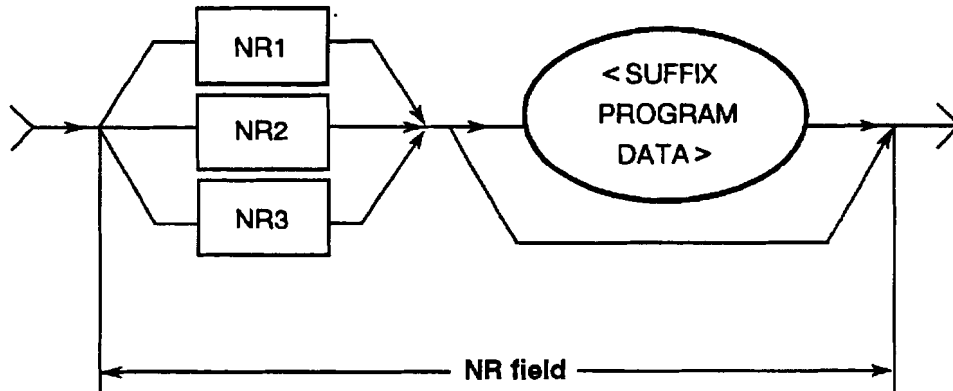 NR1
NR2
NR3
<SUFFIX
PROGRAM
DATA>
NR field